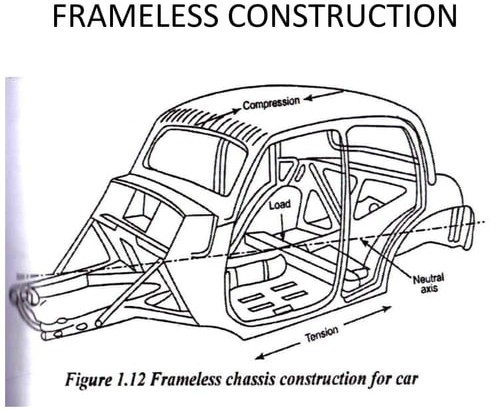 FRAMELESS CONSTRUCTION
Compression
Load
Neutral
axis
Tension
Figure 1.12 Frameless chassis construction for car